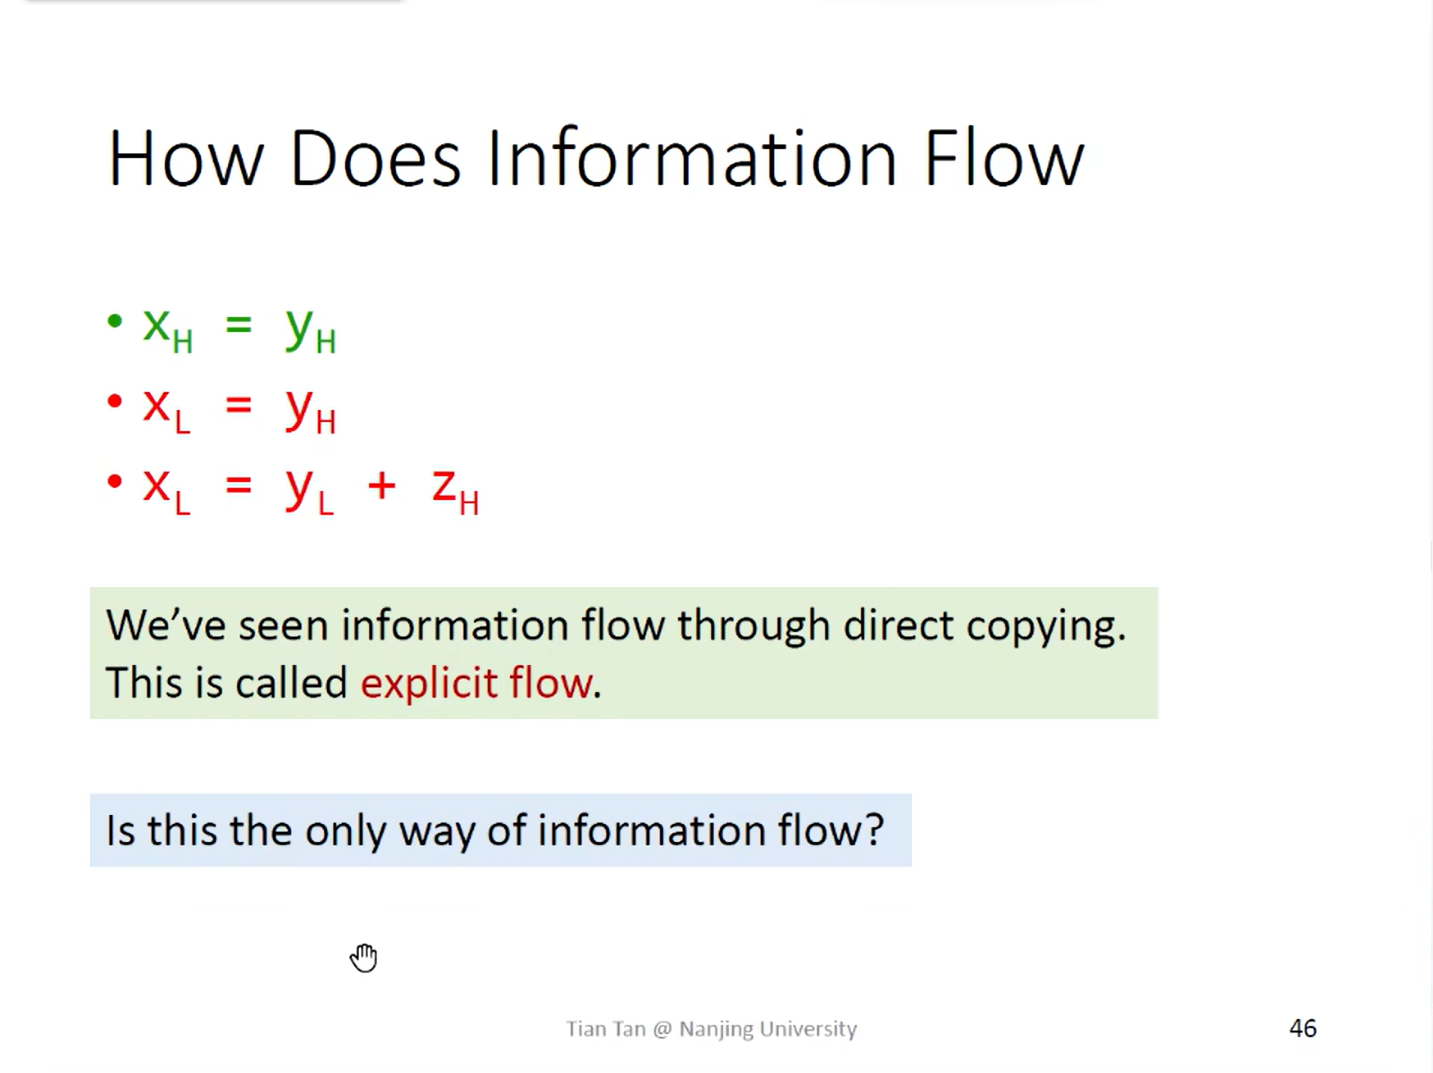 How Does Information Flow
• x_H = y_H
• x_L = y_H
• x_L = y_L + z_H
We've seen information flow through direct copying.
This is called explicit flow.
Is this the only way of information flow?
Tian Tan @ Nanjing University
46